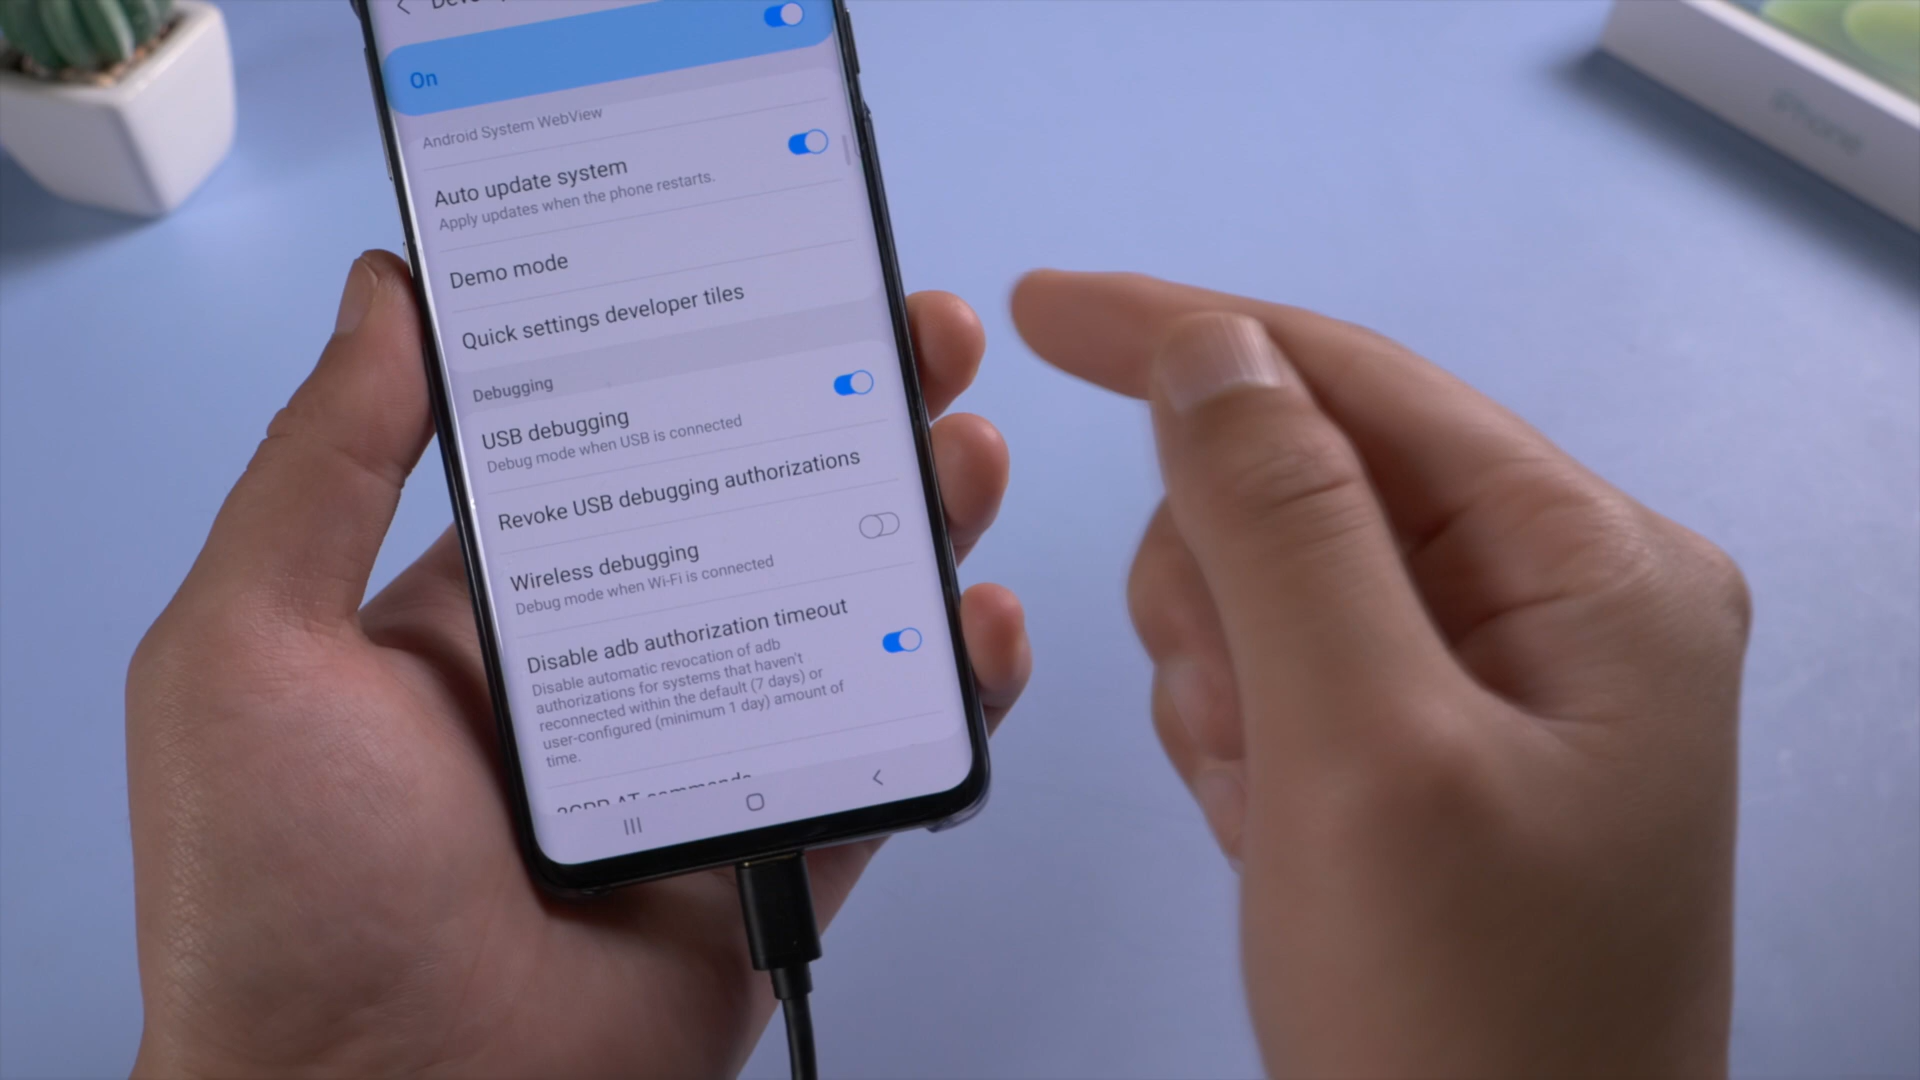 On
Android System WebView
Auto update system
Apply updates when the phone restarts.
Demo mode
Quick settings developer tiles
Debugging
USB debugging
Debug mode when USB is connected
Revoke USB debugging authorizations
Wireless debugging
Debug mode when Wi-Fi is connected
Disable adb authorization timeout
Disable automatic revocation of adb
authorizations for systems that haven't
reconnected within the default (7 days) or
user-configured (minimum 1 day) amount of
time.
iPhone